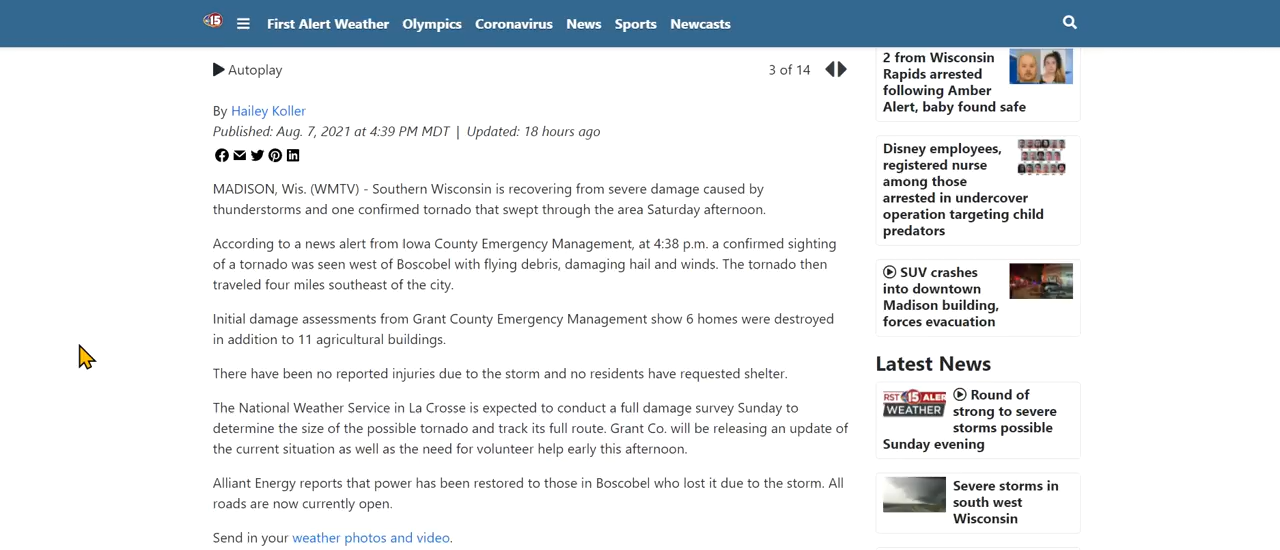 15
First Alert Weather Olympics Coronavirus News Sports Newscasts
Autoplay
3 of 14
By Hailey Koller
Published: Aug. 7, 2021 at 4:39 PM MDT | Updated: 18 hours ago
MADISON, Wis. (WMTV) - Southern Wisconsin is recovering from severe damage caused by
thunderstorms and one confirmed tornado that swept through the area Saturday afternoon.
According to a news alert from Iowa County Emergency Management, at 4:38 p.m. a confirmed sighting
of a tornado was seen west of Boscobel with flying debris, damaging hail and winds. The tornado then
traveled four miles southeast of the city.
Initial damage assessments from Grant County Emergency Management show 6 homes were destroyed
in addition to 11 agricultural buildings.
There have been no reported injuries due to the storm and no residents have requested shelter.
The National Weather Service in La Crosse is expected to conduct a full damage survey Sunday to
determine the size of the possible tornado and track its full route. Grant Co. will be releasing an update of
the current situation as well as the need for volunteer help early this afternoon.
Alliant Energy reports that power has been restored to those in Boscobel who lost it due to the storm. All
roads are now currently open.
Send in your weather photos and video.
2 from Wisconsin
Rapids arrested
following Amber
Alert, baby found safe
Disney employees,
registered nurse
among those
arrested in undercover
operation targeting child
predators
SUV crashes
into downtown
Madison building,
forces evacuation
Latest News
RST 15 ALER
WEATHER
Round of
strong to severe
storms possible
Sunday evening
Severe storms in
south west
Wisconsin